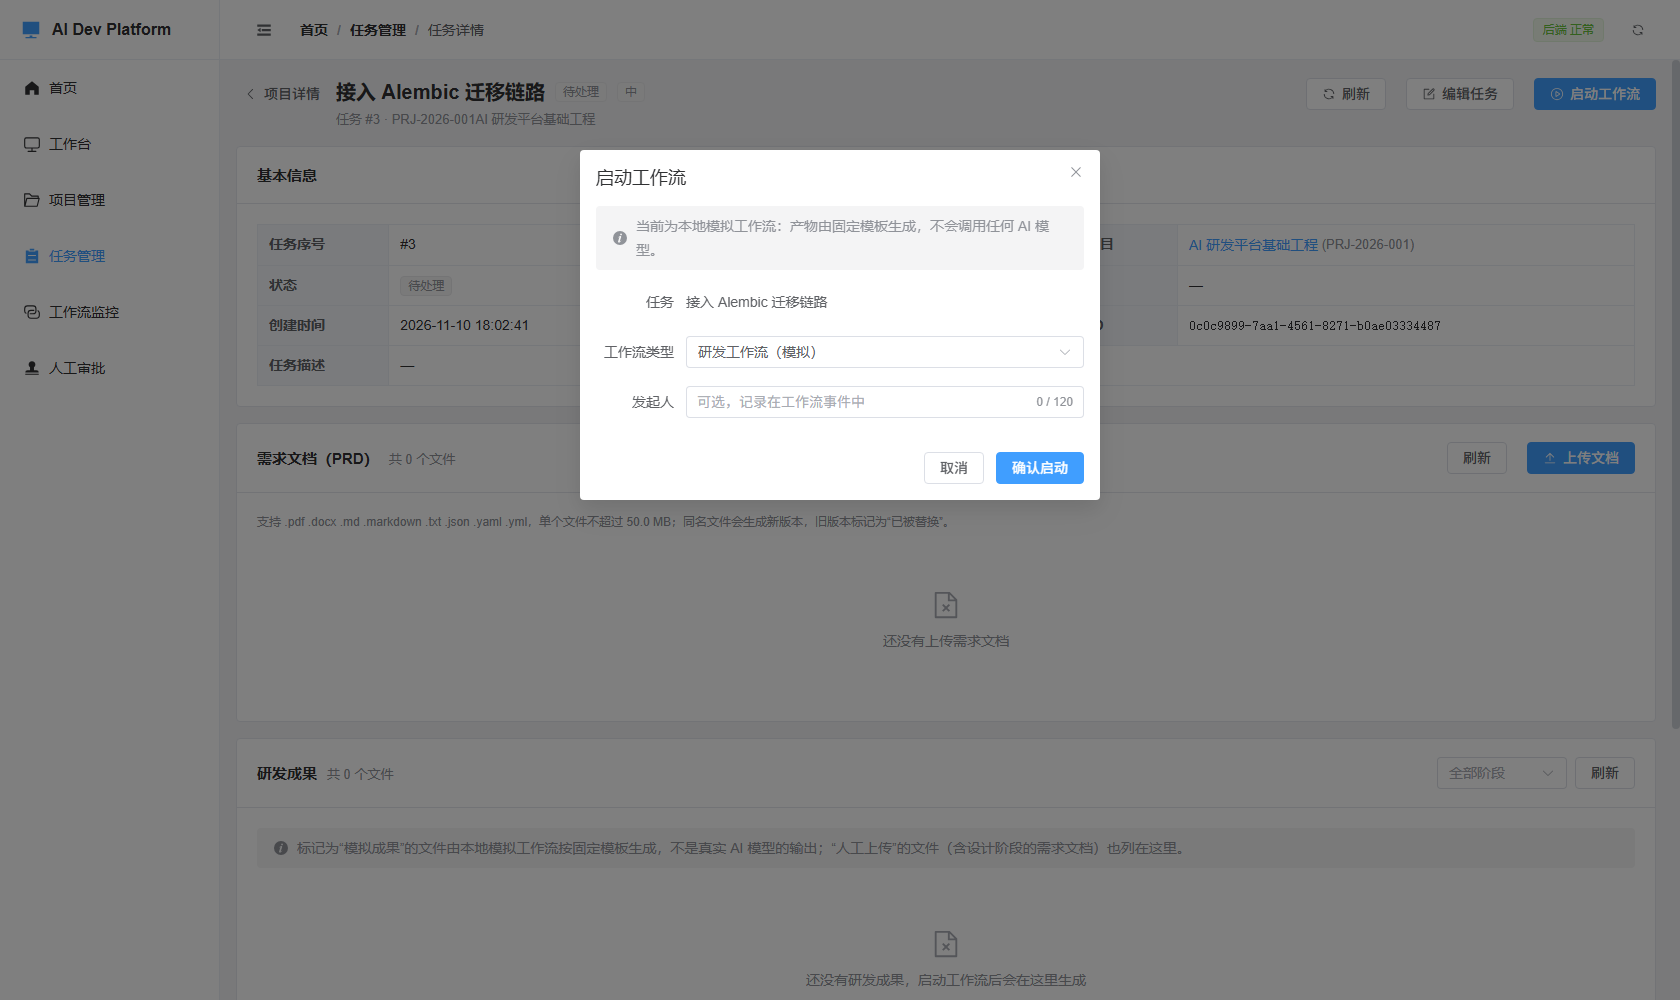 AI Dev Platform
首页 / 任务管理 / 任务详情
后端 正常
首页
工作台
项目管理
任务管理
工作流监控
人工审批
项目详情
接入 Alembic 迁移链路
待处理
中
任务 #3 · PRJ-2026-001AI 研发平台基础工程
刷新
编辑任务
启动工作流
基本信息
任务序号
#3
目
AI 研发平台基础工程 (PRJ-2026-001)
状态
待处理
—
创建时间
2026-11-10 18:02:41
0c0c9899-7aa1-4561-8271-b0ae03334487
任务描述
—
启动工作流
当前为本地模拟工作流：产物由固定模板生成，不会调用任何 AI 模
型。
任务
接入 Alembic 迁移链路
工作流类型
研发工作流（模拟）
发起人
可选，记录在工作流事件中
0 / 120
取消
确认启动
需求文档（PRD）
共 0 个文件
刷新
上传文档
支持 .pdf .docx .md .markdown .txt .json .yaml .yml，单个文件不超过 50.0 MB；同名文件会生成新版本，旧版本标记为“已被替换”。
还没有上传需求文档
研发成果
共 0 个文件
全部阶段
刷新
标记为“模拟成果”的文件由本地模拟工作流按固定模板生成，不是真实 AI 模型的输出；“人工上传”的文件（含设计阶段的需求文档）也列在这里。
还没有研发成果，启动工作流后会在这里生成